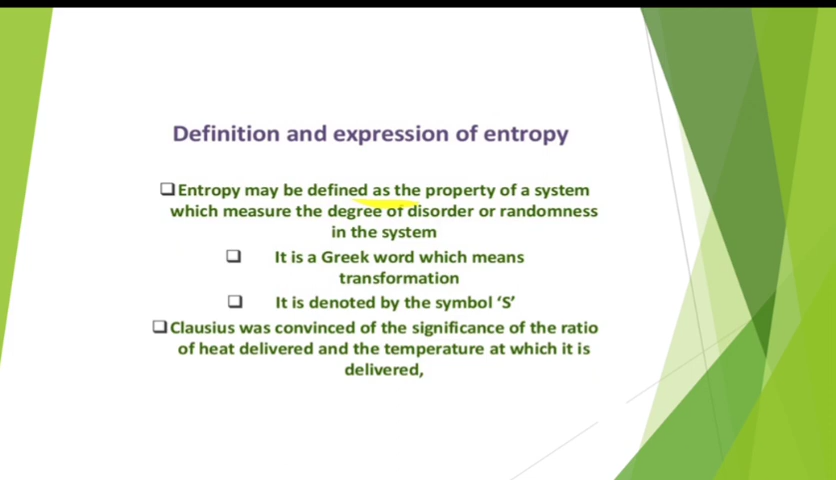 Definition and expression of entropy
Entropy may be defined as the property of a system
which measure the degree of disorder or randomness
in the system
It is a Greek word which means
transformation
It is denoted by the symbol ‘S’
Clausius was convinced of the significance of the ratio
of heat delivered and the temperature at which it is
delivered,